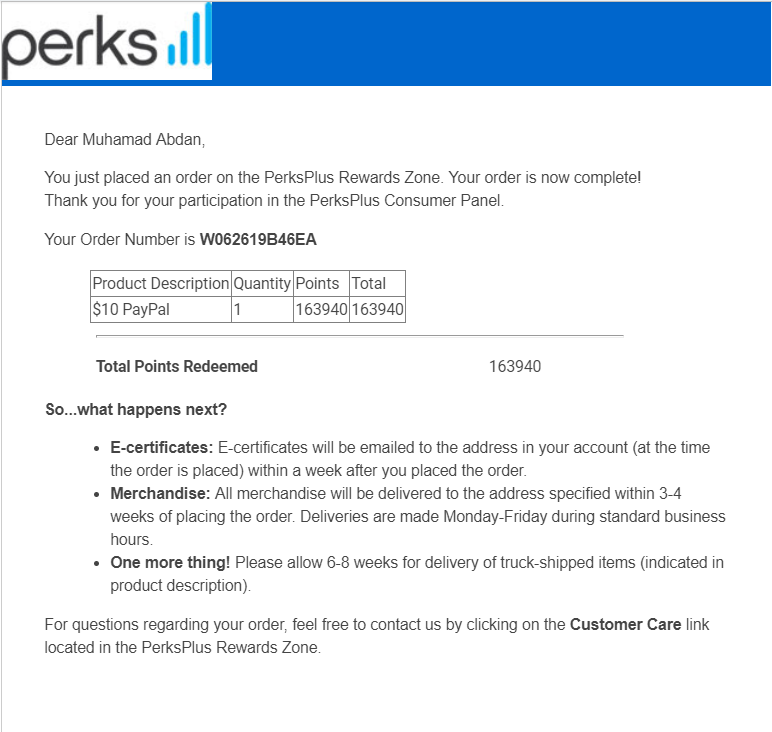 perks
Dear Muhamad Abdan,
You just placed an order on the PerksPlus Rewards Zone. Your order is now complete!
Thank you for your participation in the PerksPlus Consumer Panel.
Your Order Number is W062619B46EA
Product Description Quantity Points Total
$10 PayPal 1 163940 163940
Total Points Redeemed 163940
So...what happens next?
• E-certificates: E-certificates will be emailed to the address in your account (at the time
the order is placed) within a week after you placed the order.
• Merchandise: All merchandise will be delivered to the address specified within 3-4
weeks of placing the order. Deliveries are made Monday-Friday during standard business
hours.
• One more thing! Please allow 6-8 weeks for delivery of truck-shipped items (indicated in
product description).
For questions regarding your order, feel free to contact us by clicking on the Customer Care link
located in the PerksPlus Rewards Zone.